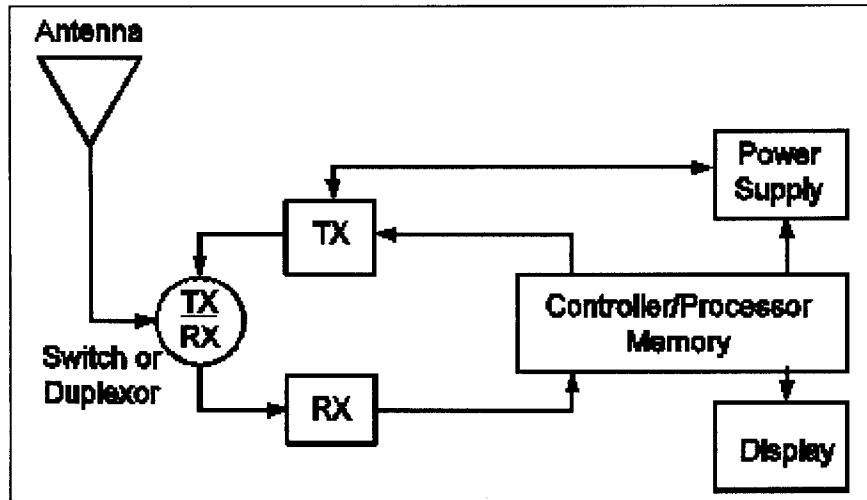 Antenna
Power
Supply
TX
TX
RX
Controller/Processor
Memory
Switch or
Duplexor
RX
Display